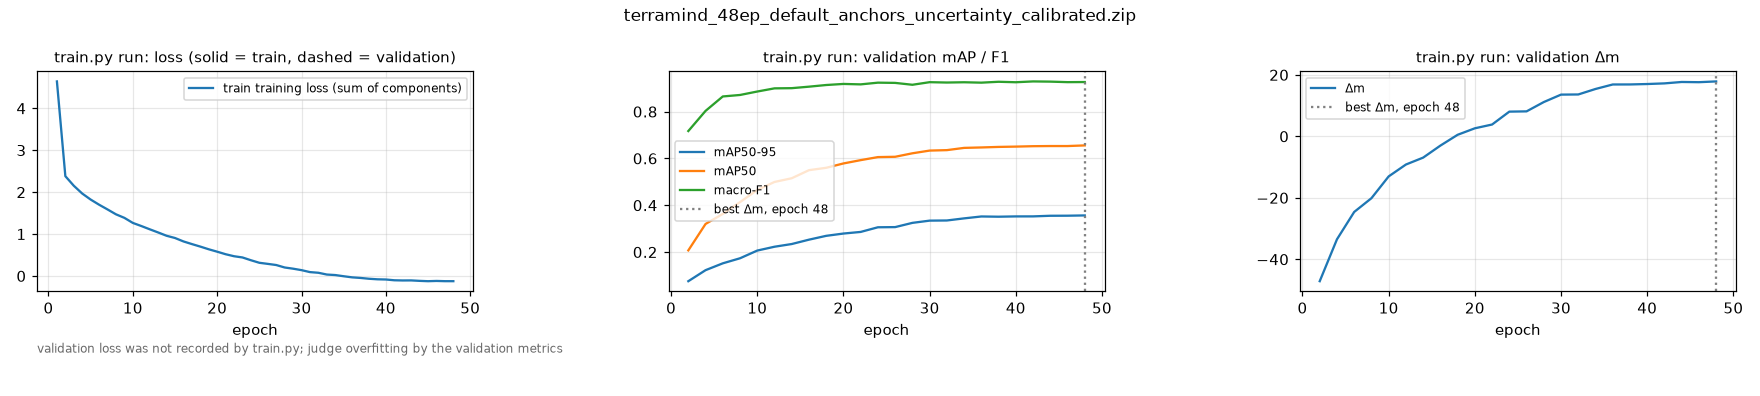 terramind_48ep_default_anchors_uncertainty_calibrated.zip
train.py run: loss (solid = train, dashed = validation)
train training loss (sum of components)
4
3
2
1
0
0 10 20 30 40 50
epoch
validation loss was not recorded by train.py; judge overfitting by the validation metrics
train.py run: validation mAP / F1
0.8
0.6
0.4
0.2
mAP50-95
mAP50
macro-F1
best Δm, epoch 48
0 10 20 30 40 50
epoch
train.py run: validation Δm
20
0
−20
−40
Δm
best Δm, epoch 48
0 10 20 30 40 50
epoch